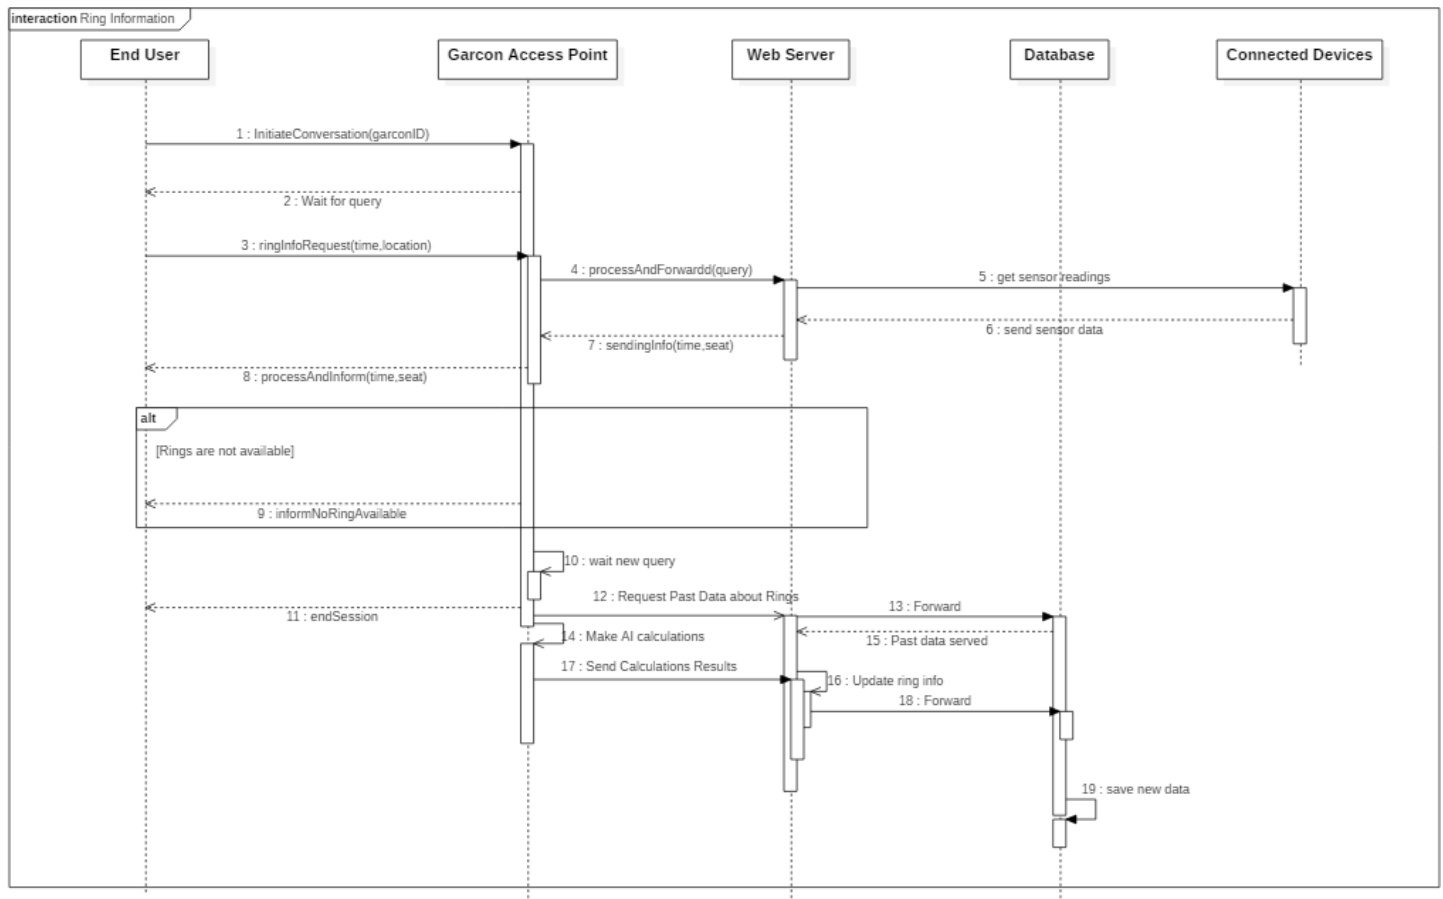 interaction Ring Information
End User
Garcon Access Point
Web Server
Database
Connected Devices
1 : InitiateConversation(garconID)
2 : Wait for query
3 : ringInfoRequest(time,location)
4 : processAndForwardd(query)
5 : get sensor readings
6 : send sensor data
7 : sendingInfo(time,seat)
8 : processAndInform(time,seat)
alt
[Rings are not available]
9 : informNoRingAvailable
10 : wait new query
12 : Request Past Data about Rings
13 : Forward
11 : endSession
14 : Make AI calculations
15 : Past data served
17 : Send Calculations Results
16 : Update ring info
18 : Forward
19 : save new data